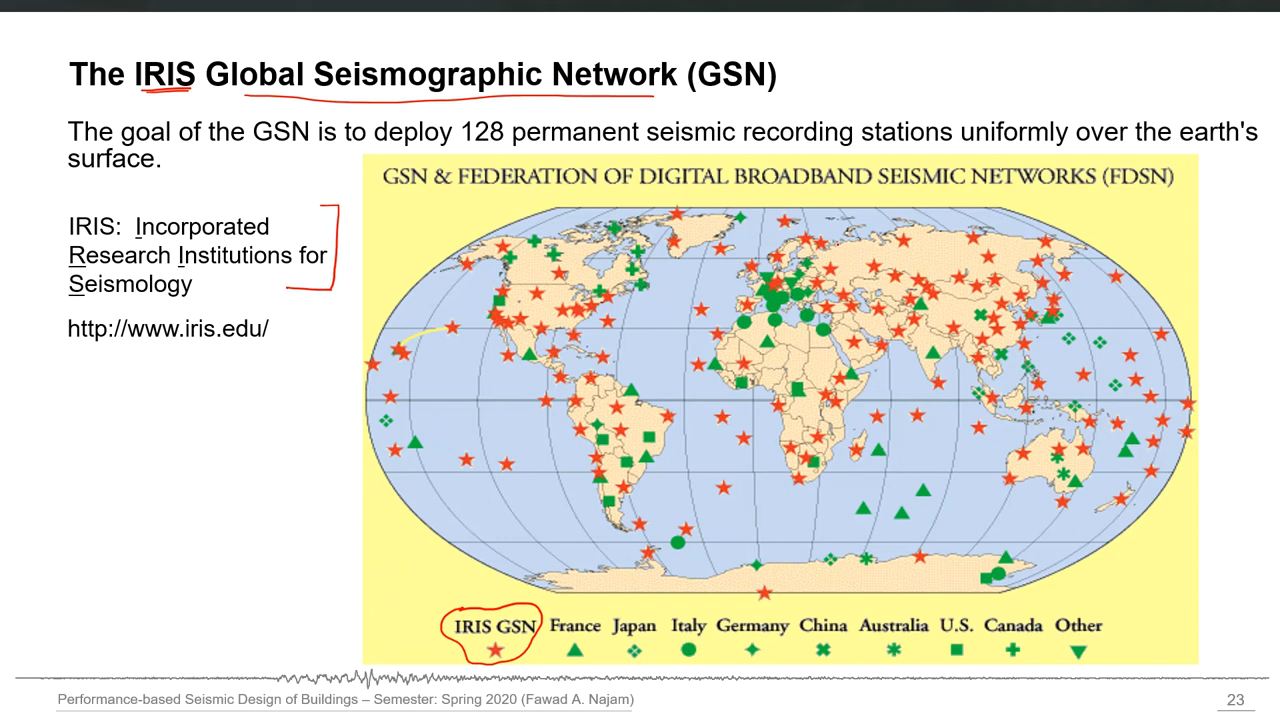 The IRIS Global Seismographic Network (GSN)
The goal of the GSN is to deploy 128 permanent seismic recording stations uniformly over the earth's
surface.
GSN & FEDERATION OF DIGITAL BROADBAND SEISMIC NETWORKS (FDSN)
IRIS: Incorporated
Research Institutions for
Seismology
http://www.iris.edu/
IRIS GSN France Japan Italy Germany China Australia U.S. Canada Other
Performance-based Seismic Design of Buildings – Semester: Spring 2020 (Fawad A. Najam)
23